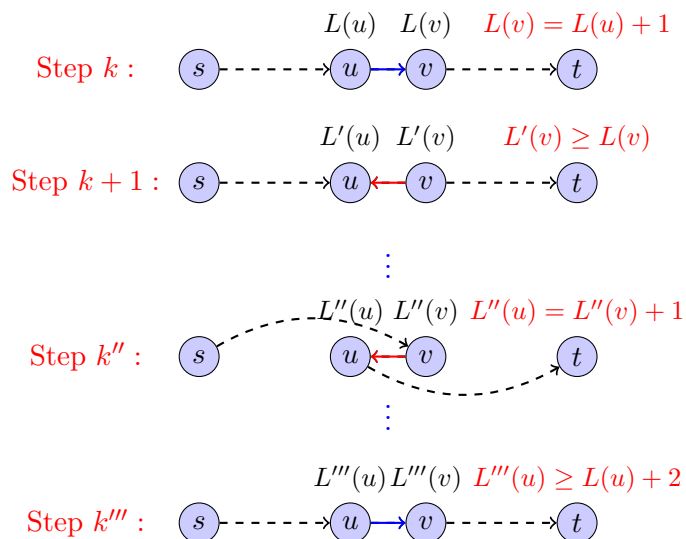 L(u) L(v) L(v) = L(u) + 1
Step k : s u v t
L′(u) L′(v) L′(v) ≥ L(v)
Step k + 1 : s u v t
⋮
L′′(u) L′′(v) L′′(u) = L′′(v) + 1
Step k′′ : s u v t
⋮
L′′′(u) L′′′(v) L′′′(u) ≥ L(u) + 2
Step k′′′ : s u v t